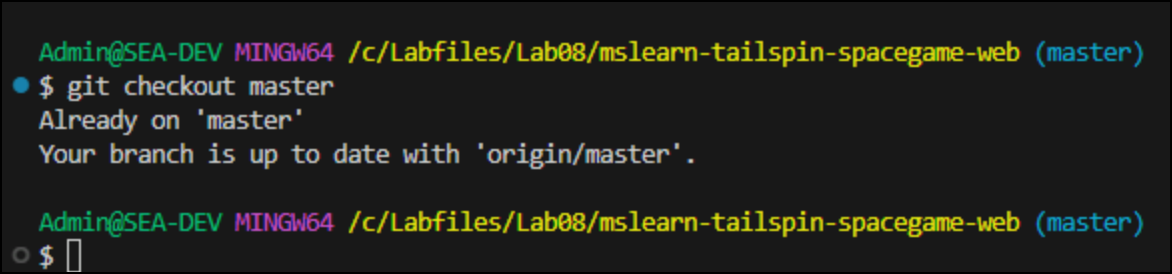 Admin@SEA-DEV MINGW64 /c/Labfiles/Lab08/mslearn-tailspin-spacegame-web (master)
$ git checkout master
Already on 'master'
Your branch is up to date with 'origin/master'.
Admin@SEA-DEV MINGW64 /c/Labfiles/Lab08/mslearn-tailspin-spacegame-web (master)
$